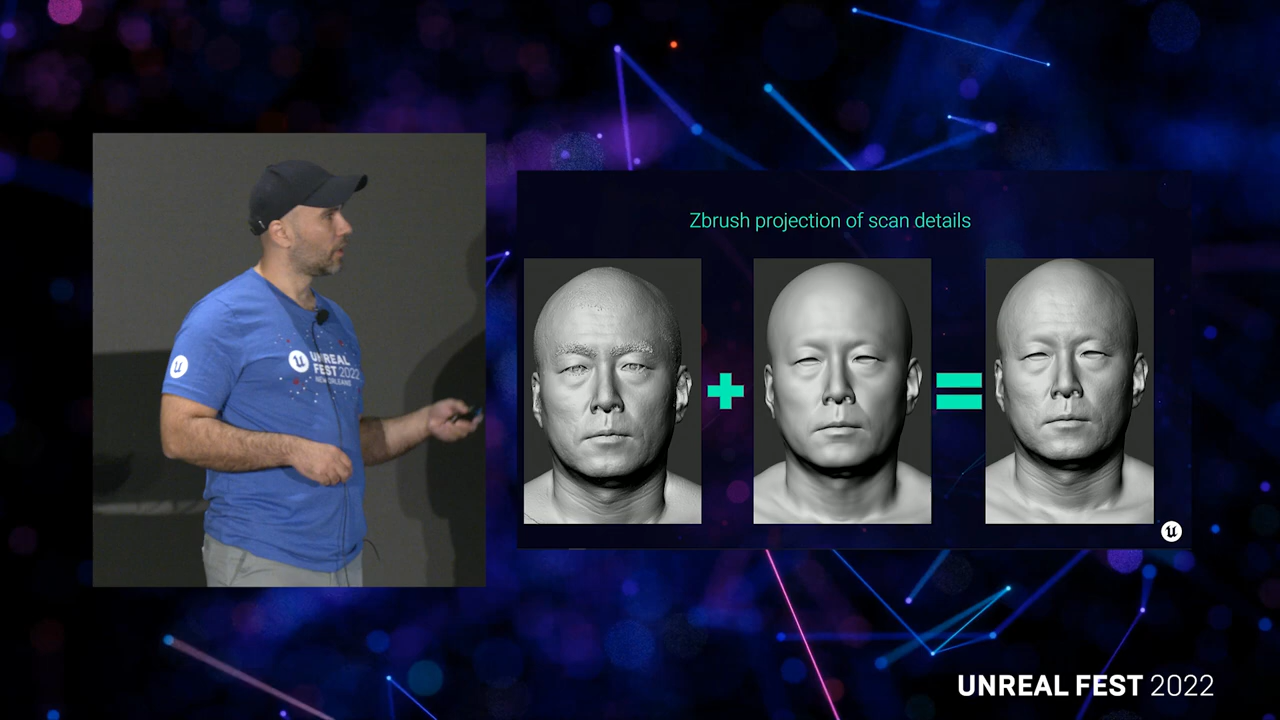 Zbrush projection of scan details
UNREAL
FEST 2022
NEW ORLEANS
UNREAL FEST 2022